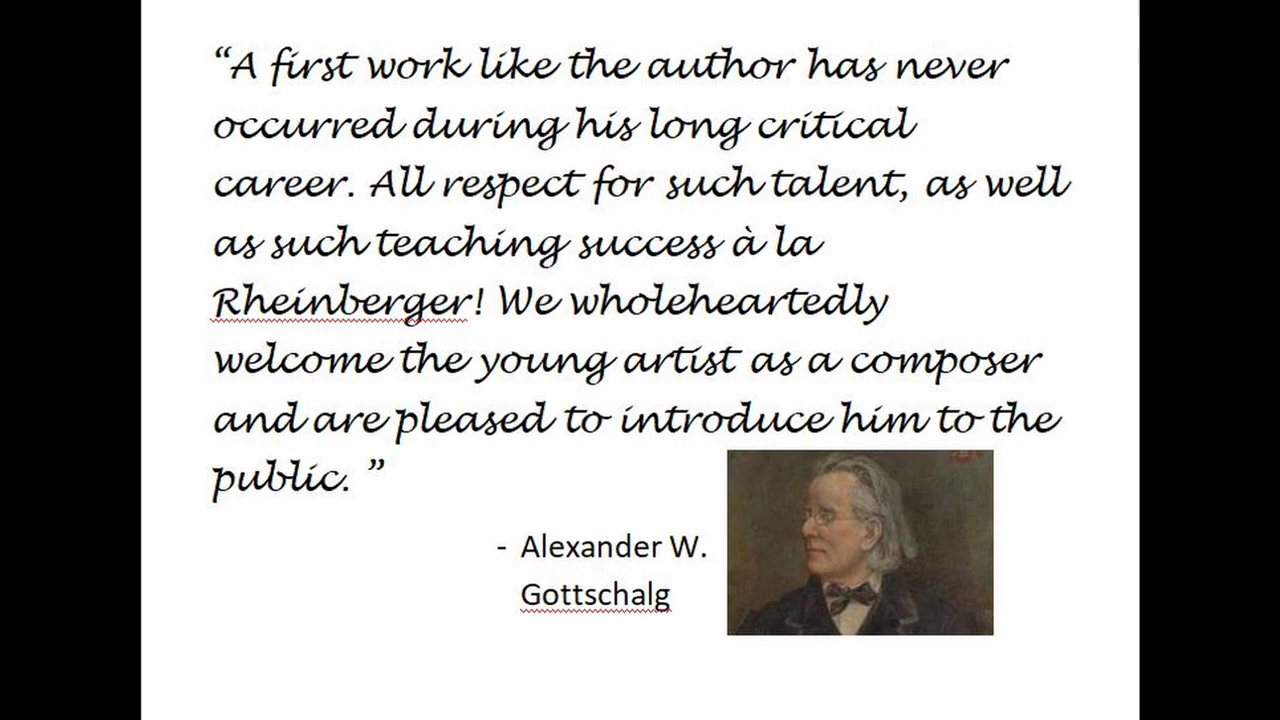 “A first work like the author has never
occurred during his long critical
career. All respect for such talent, as well
as such teaching success à la
Rheinberger! We wholeheartedly
welcome the young artist as a composer
and are pleased to introduce him to the
public. ”
- Alexander W.
Gottschalg